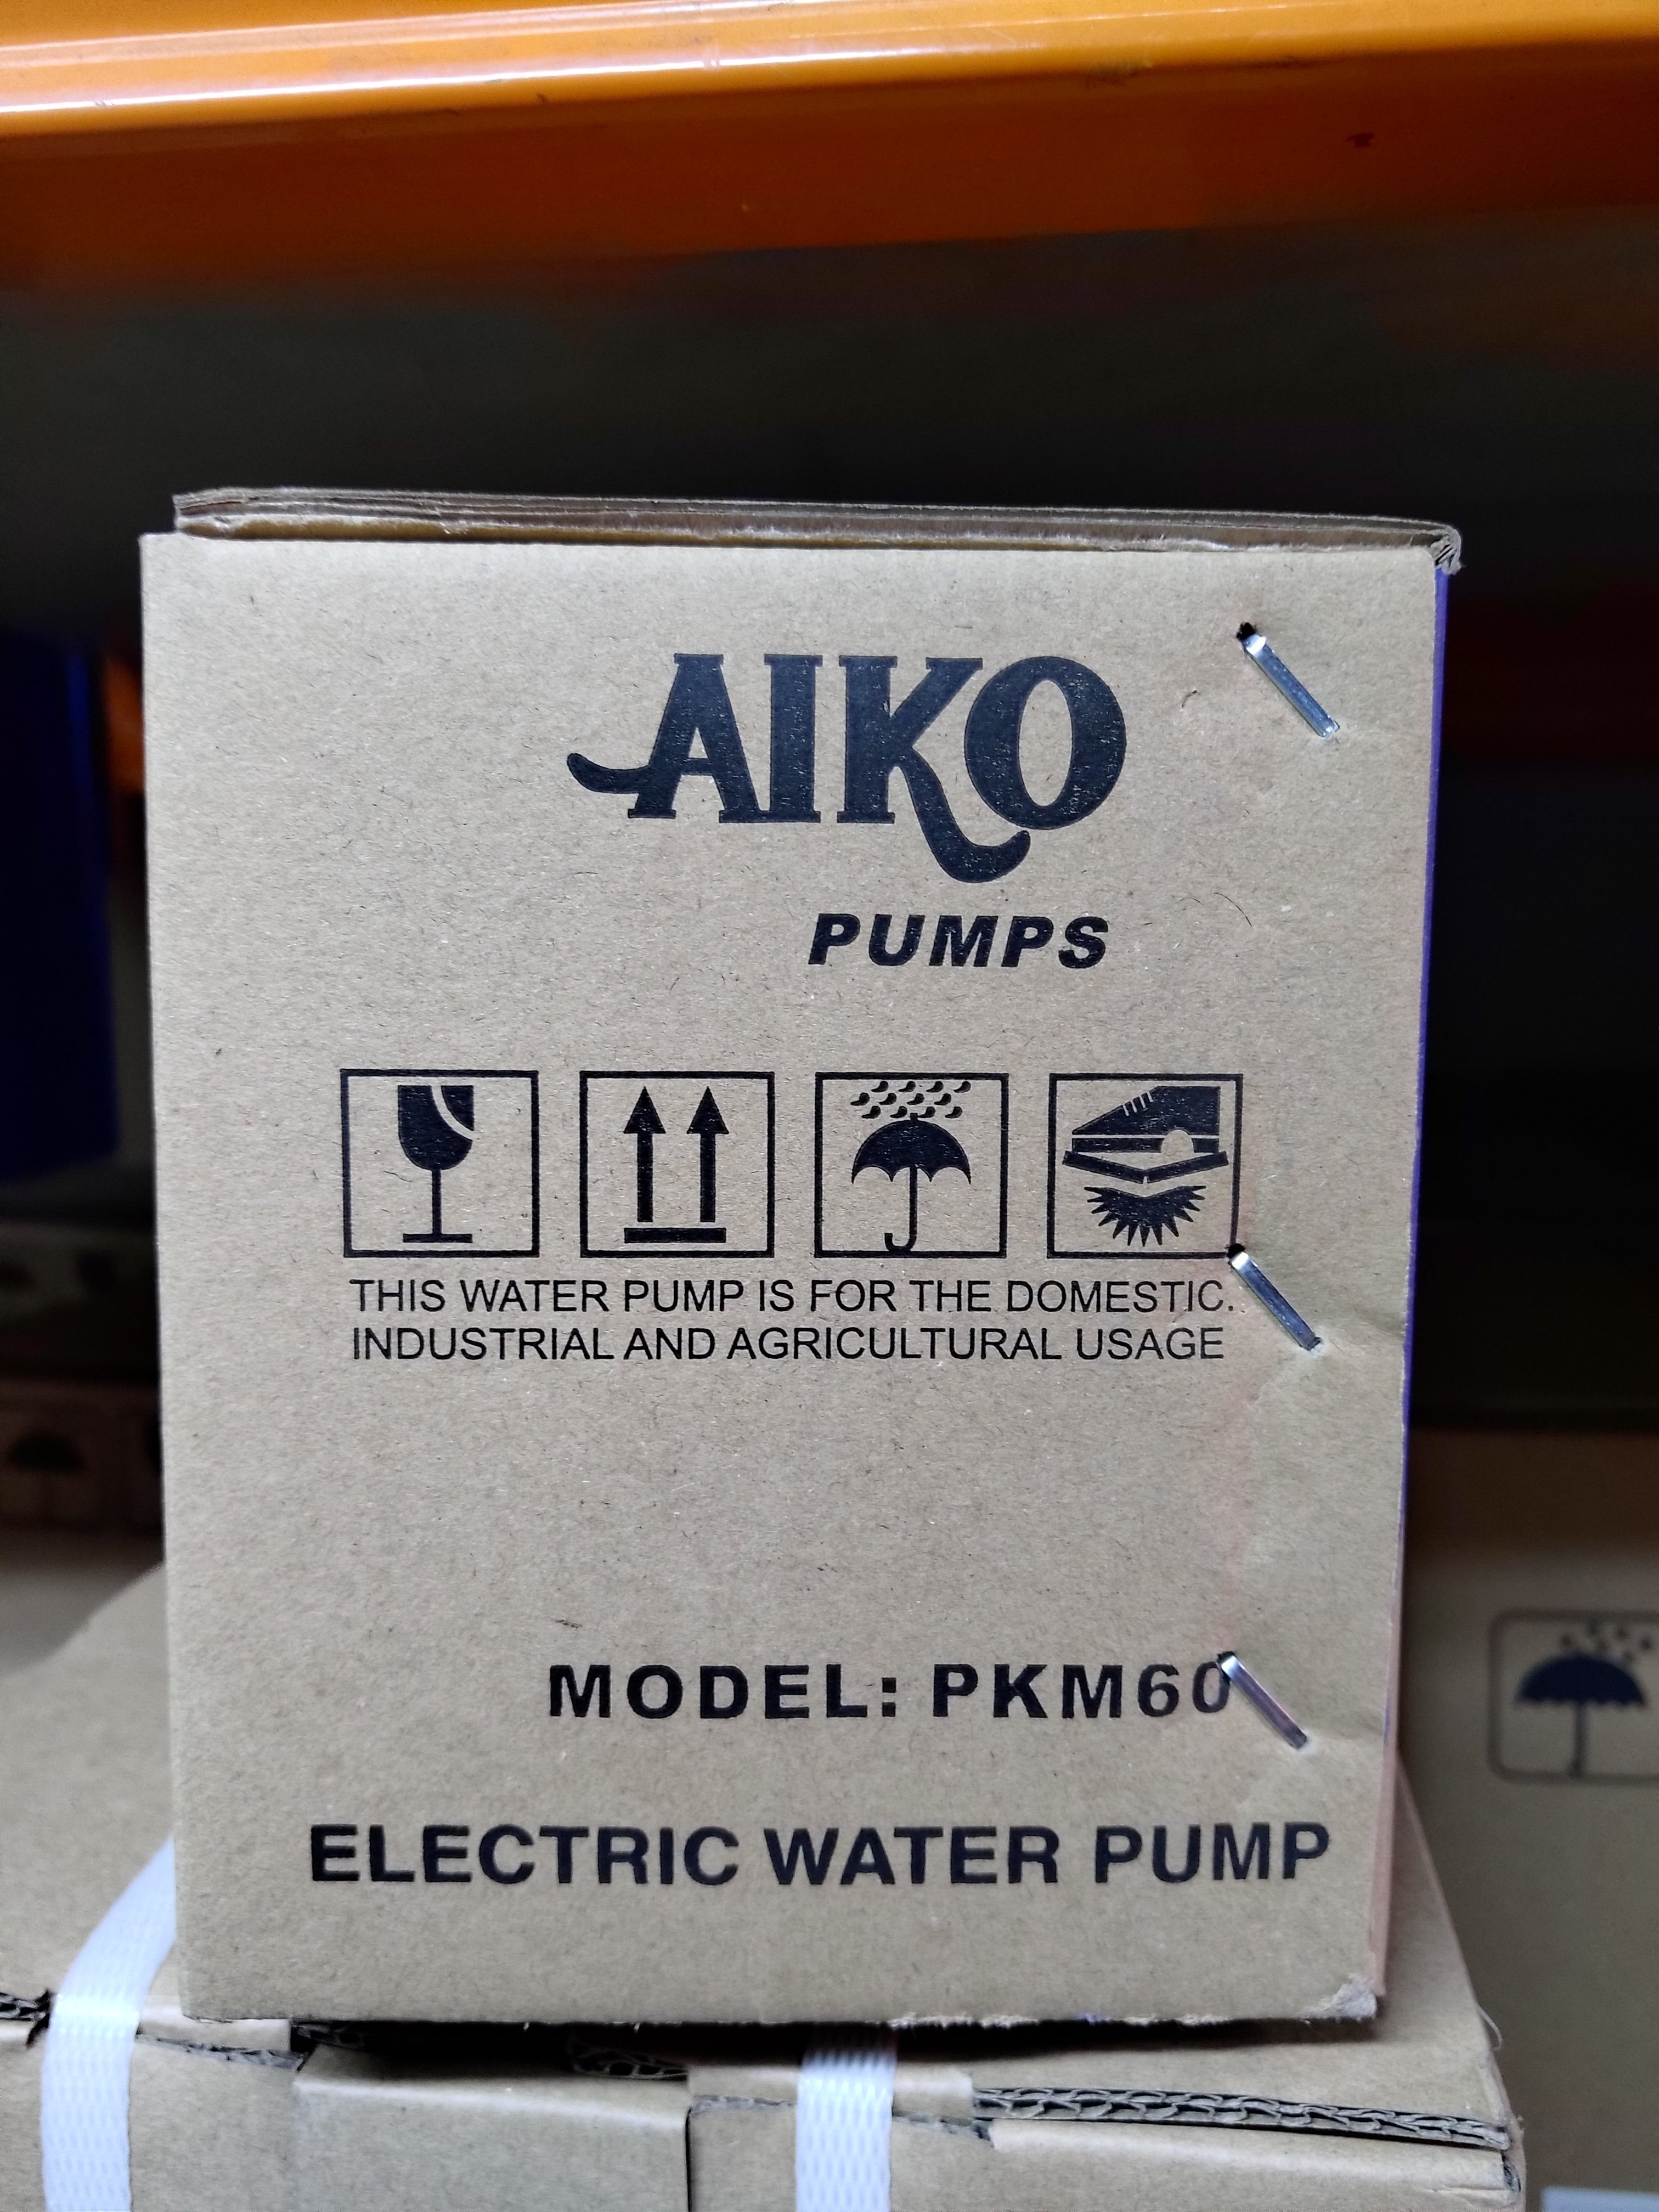 AIKO
PUMPS
THIS WATER PUMP IS FOR THE DOMESTIC.
INDUSTRIAL AND AGRICULTURAL USAGE
MODEL: PKM60
ELECTRIC WATER PUMP